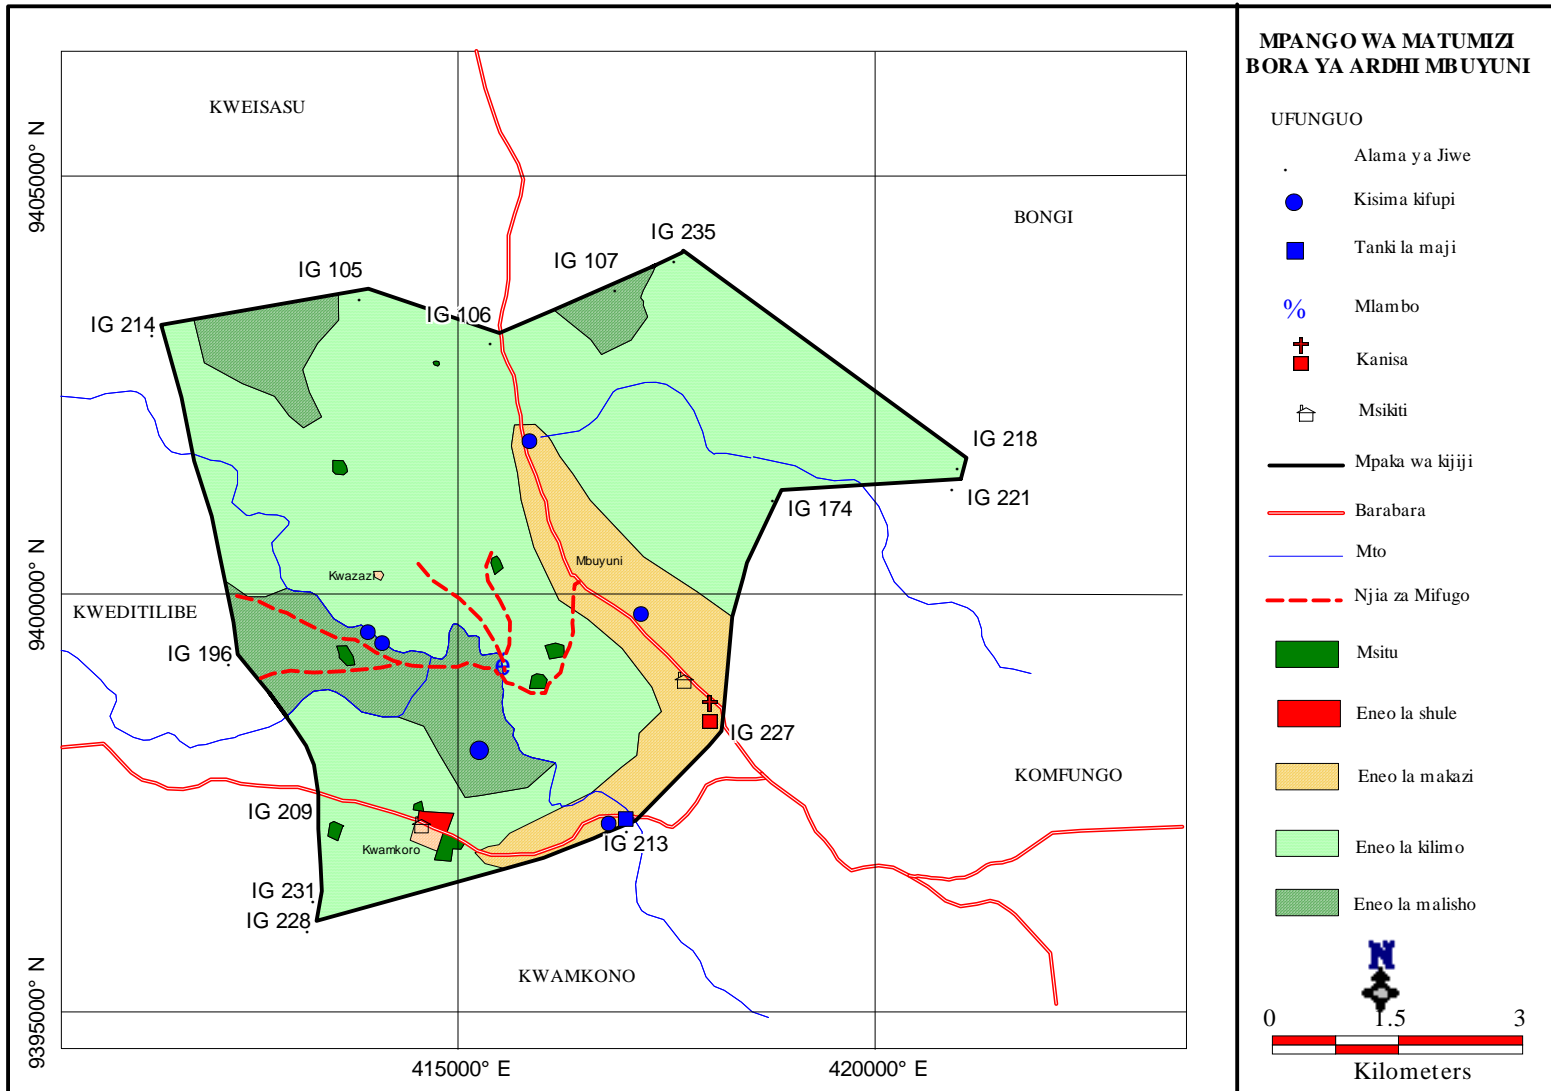 MPANGO WA MATUMIZI
BORA YA ARDHI MBUYUNI
UFUNGUO
Alama ya Jiwe
Kisima kifupi
Tanki la maji
% Mlambo
Kanisa
Msikiti
Mpaka wa kijiji
Barabara
Mto
Njia za Mifugo
Msitu
Eneo la shule
Eneo la makazi
Eneo la kilimo
Eneo la malisho
N
0 1.5 3
Kilometers
KWEISASU
BONGI
KWEDITILIBE
KOMFUNGO
KWAMKONO
IG 235
IG 107
IG 105
IG 106
IG 214
IG 218
IG 221
IG 174
IG 196
IG 227
IG 209
IG 213
IG 231
IG 228
Mbuyuni
Kwazazi
Kwamkoro
e
9405000° N
9400000° N
9395000° N
415000° E
420000° E